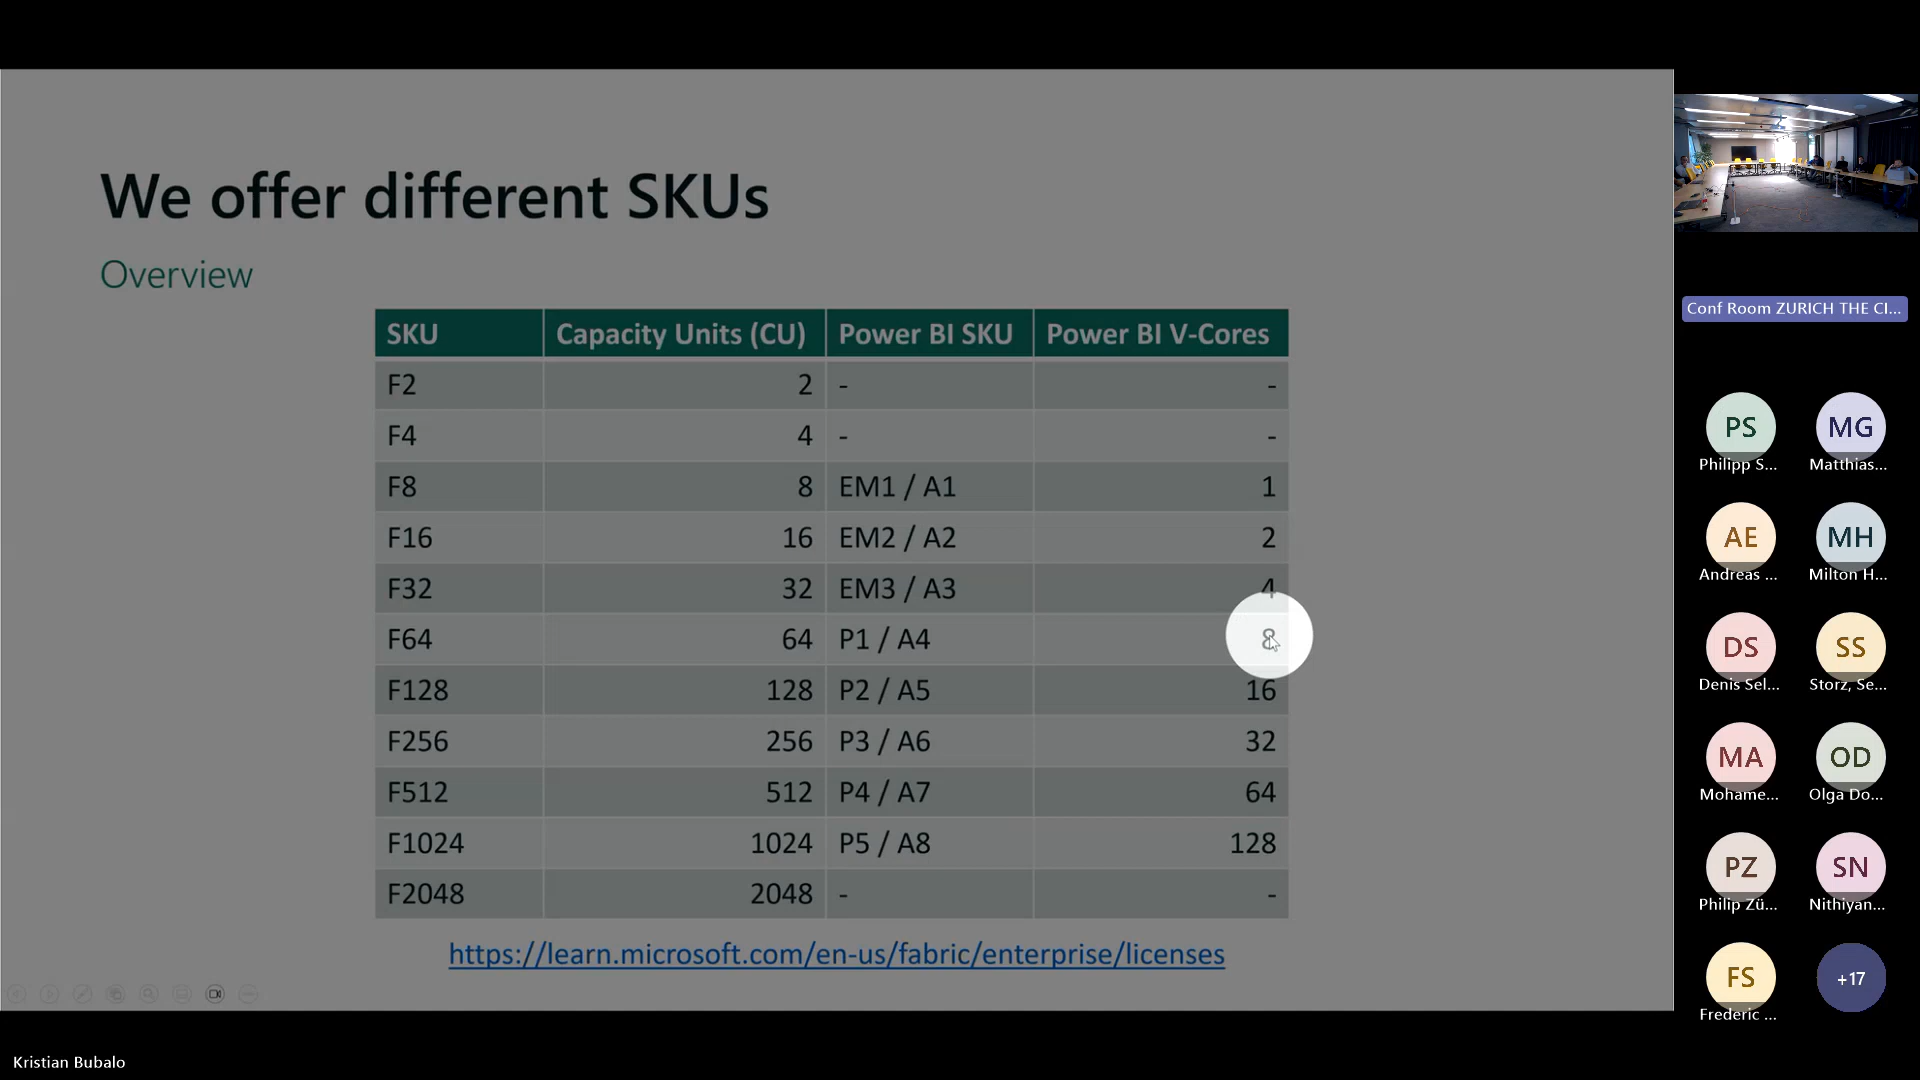 We offer different SKUs
Overview
SKU Capacity Units (CU) Power BI SKU Power BI V-Cores
F2 2 - -
F4 4 - -
F8 8 EM1 / A1 1
F16 16 EM2 / A2 2
F32 32 EM3 / A3 4
F64 64 P1 / A4 8
F128 128 P2 / A5 16
F256 256 P3 / A6 32
F512 512 P4 / A7 64
F1024 1024 P5 / A8 128
F2048 2048 - -
https://learn.microsoft.com/en-us/fabric/enterprise/licenses
Kristian Bubalo
Conf Room ZURICH THE CI...
PS MG
Philipp S... Matthias...
AE MH
Andreas ... Milton H...
DS SS
Denis Sel... Storz, Se...
MA OD
Mohame... Olga Do...
PZ SN
Philip Zü... Nithiyan...
FS +17
Frederic ...